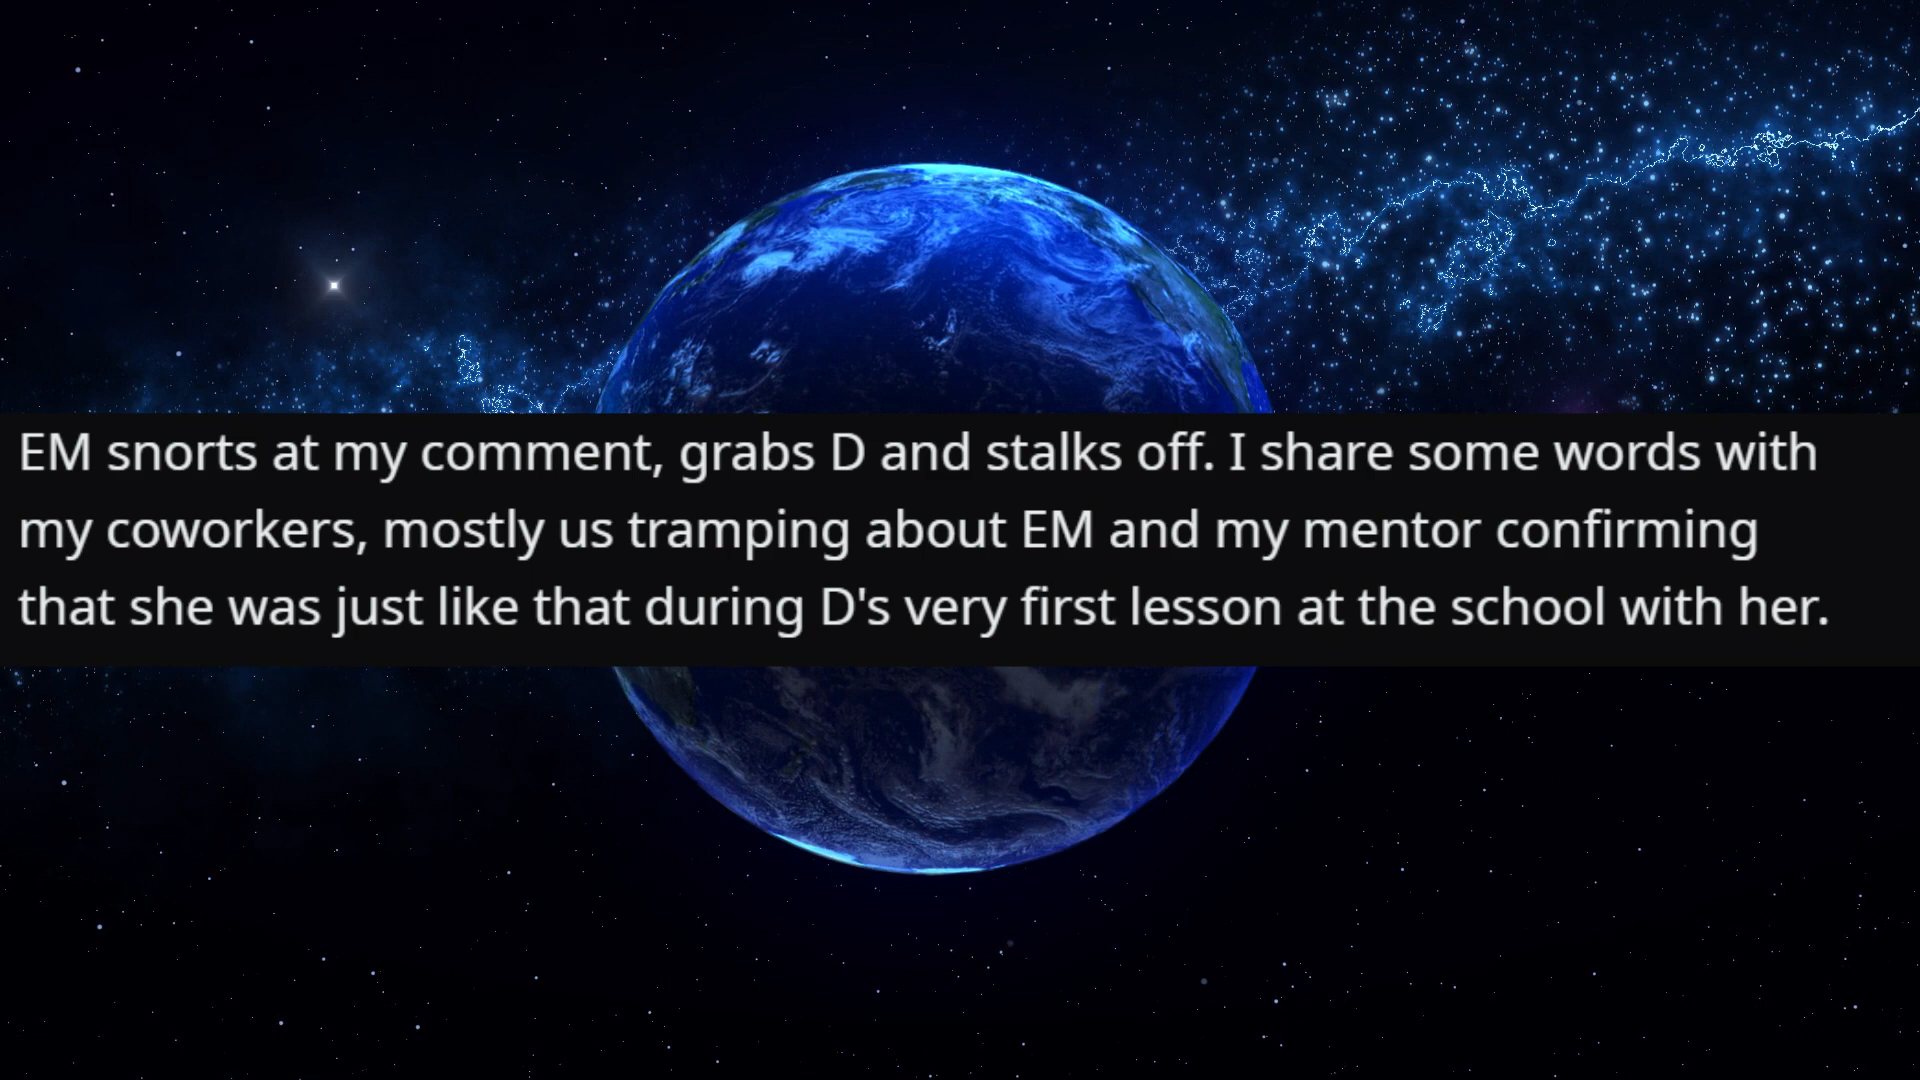 EM snorts at my comment, grabs D and stalks off. I share some words with
my coworkers, mostly us tramping about EM and my mentor confirming
that she was just like that during D's very first lesson at the school with her.